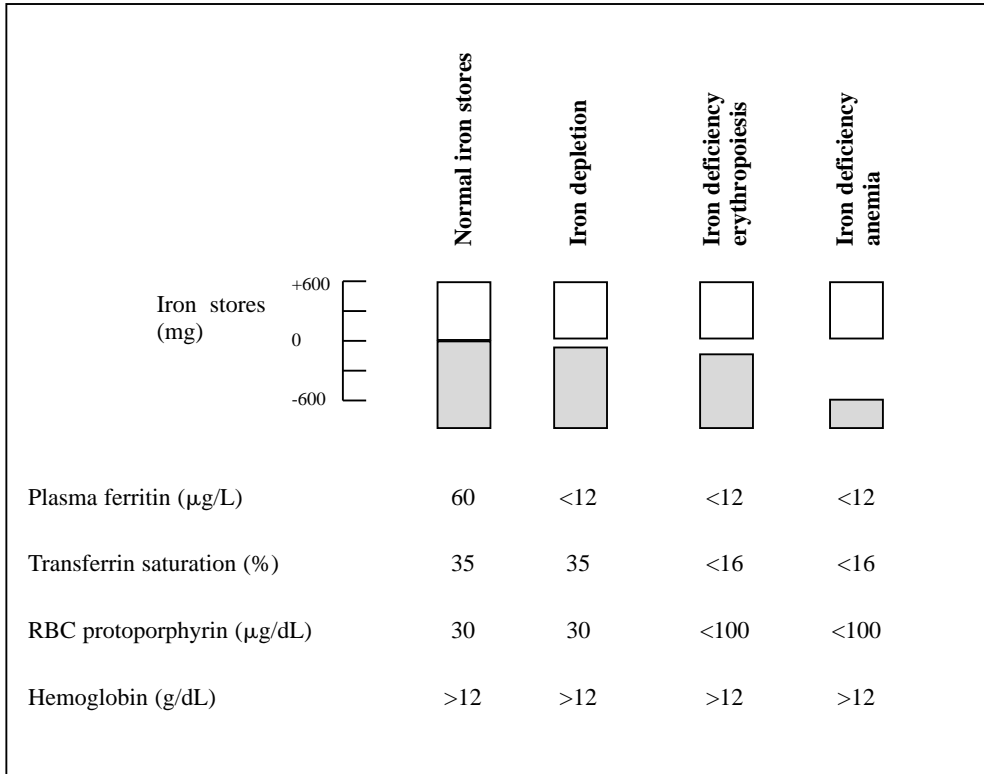 Normal iron stores
Iron depletion
Iron deficiency
erythropoiesis
Iron deficiency
anemia
Iron stores
(mg)
+600
0
-600
Plasma ferritin (μg/L) 60 <12 <12 <12
Transferrin saturation (%) 35 35 <16 <16
RBC protoporphyrin (μg/dL) 30 30 <100 <100
Hemoglobin (g/dL) >12 >12 >12 >12